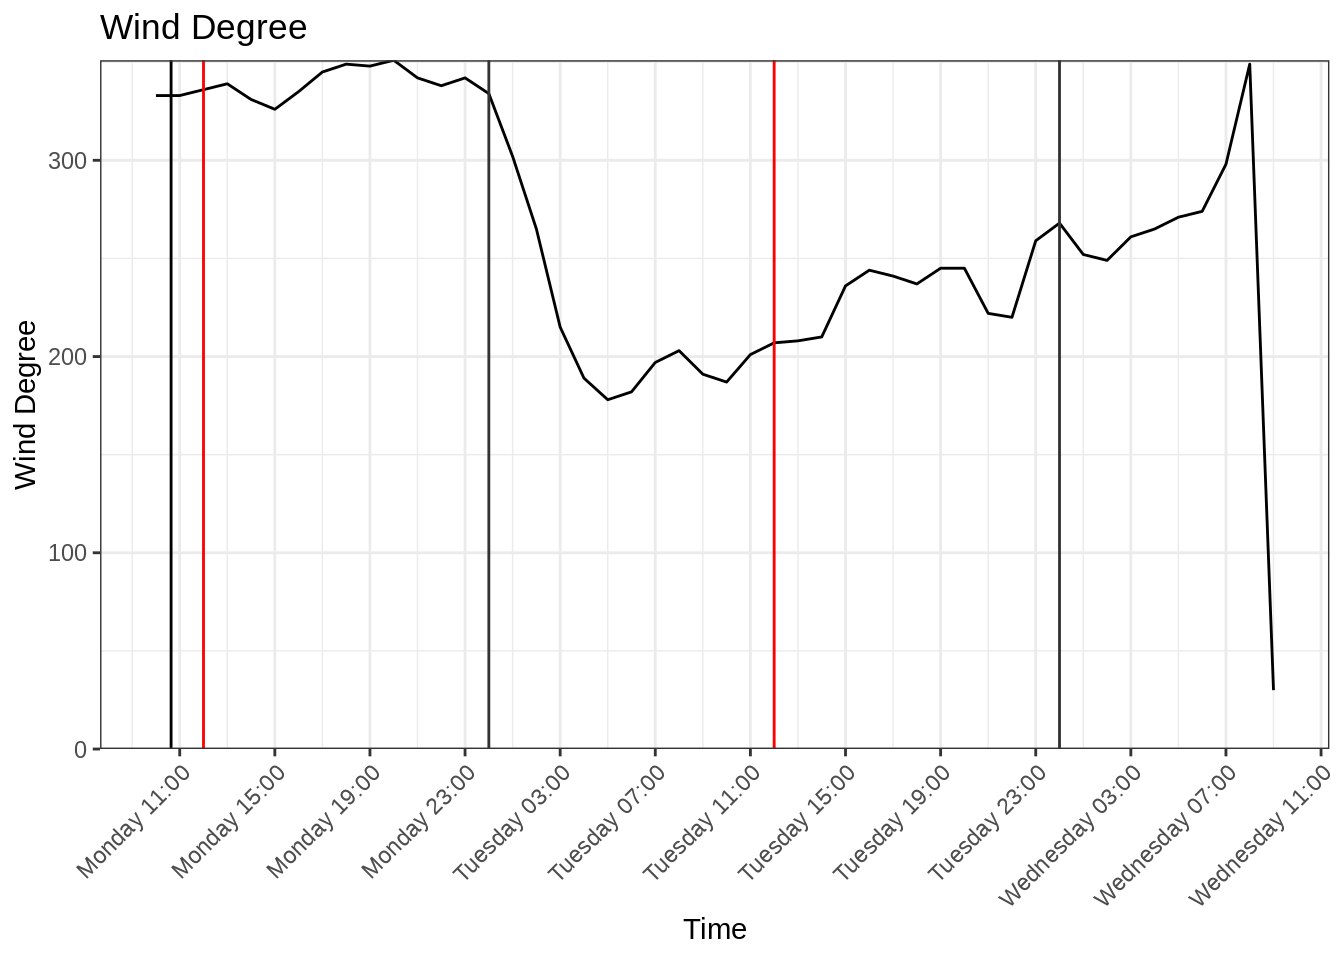 Wind Degree
Wind Degree
300
200
100
0
Monday 11:00
Monday 15:00
Monday 19:00
Monday 23:00
Tuesday 03:00
Tuesday 07:00
Tuesday 11:00
Tuesday 15:00
Tuesday 19:00
Tuesday 23:00
Wednesday 03:00
Wednesday 07:00
Wednesday 11:00
Time